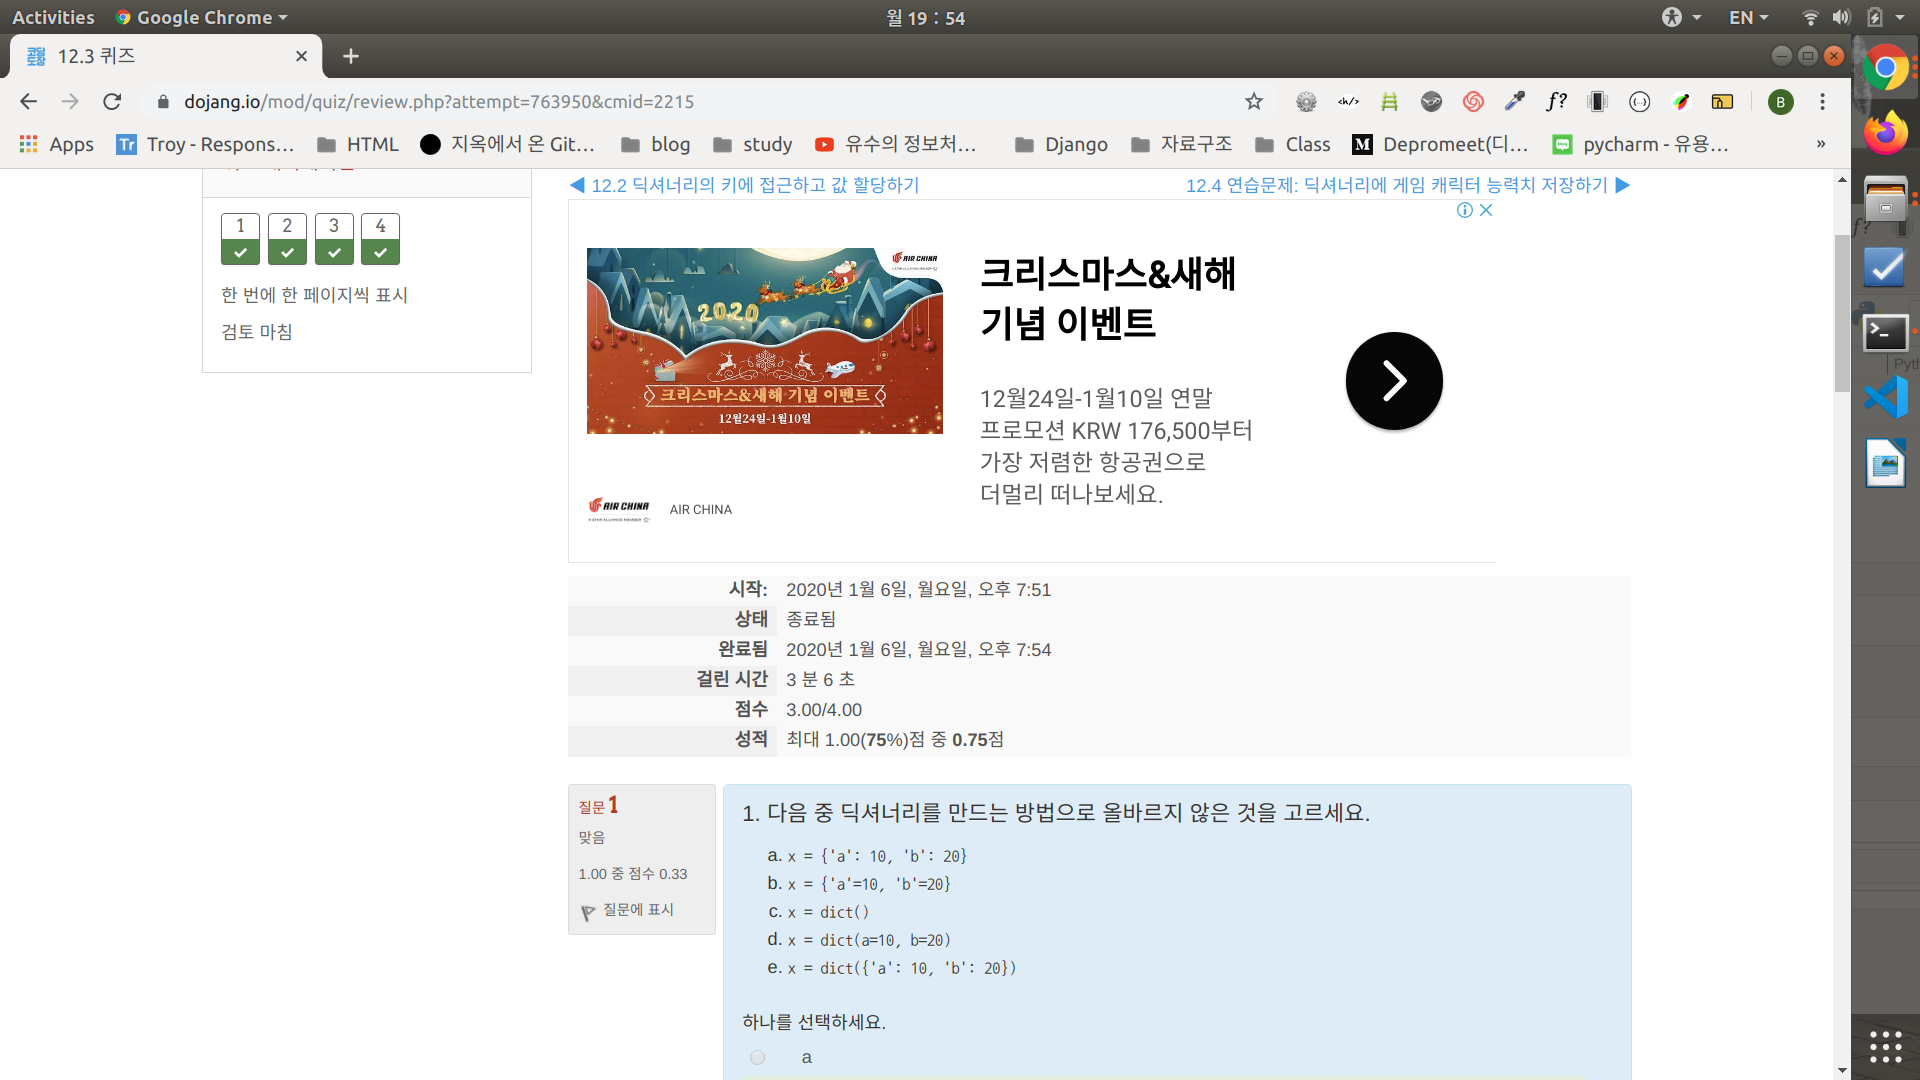 Activities
Google Chrome
월 19 : 54
EN
12.3 퀴즈
dojang.io/mod/quiz/review.php?attempt=763950&cmid=2215
f?
B
Apps
Tr
Troy - Respons…
HTML
지옥에서 온 Git…
blog
study
유수의 정보처…
Django
자료구조
Class
M
Depromeet(디…
pycharm - 유용…
»
◀ 12.2 딕셔너리의 키에 접근하고 값 할당하기
12.4 연습문제: 딕셔너리에 게임 캐릭터 능력치 저장하기 ▶
1 2 3 4
한 번에 한 페이지씩 표시
검토 마침
AIR CHINA
2020
크리스마스&새해 기념 이벤트
12월24일-1월10일
크리스마스&새해
기념 이벤트
12월24일-1월10일 연말
프로모션 KRW 176,500부터
가장 저렴한 항공권으로
더멀리 떠나보세요.
AIR CHINA
AIR CHINA
시작: 2020년 1월 6일, 월요일, 오후 7:51
상태 종료됨
완료됨 2020년 1월 6일, 월요일, 오후 7:54
걸린 시간 3 분 6 초
점수 3.00/4.00
성적 최대 1.00(75%)점 중 0.75점
질문 1
맞음
1.00 중 점수 0.33
질문에 표시
1. 다음 중 딕셔너리를 만드는 방법으로 올바르지 않은 것을 고르세요.
a. x = {'a': 10, 'b': 20}
b. x = {'a'=10, 'b'=20}
c. x = dict()
d. x = dict(a=10, b=20)
e. x = dict({'a': 10, 'b': 20})
하나를 선택하세요.
a